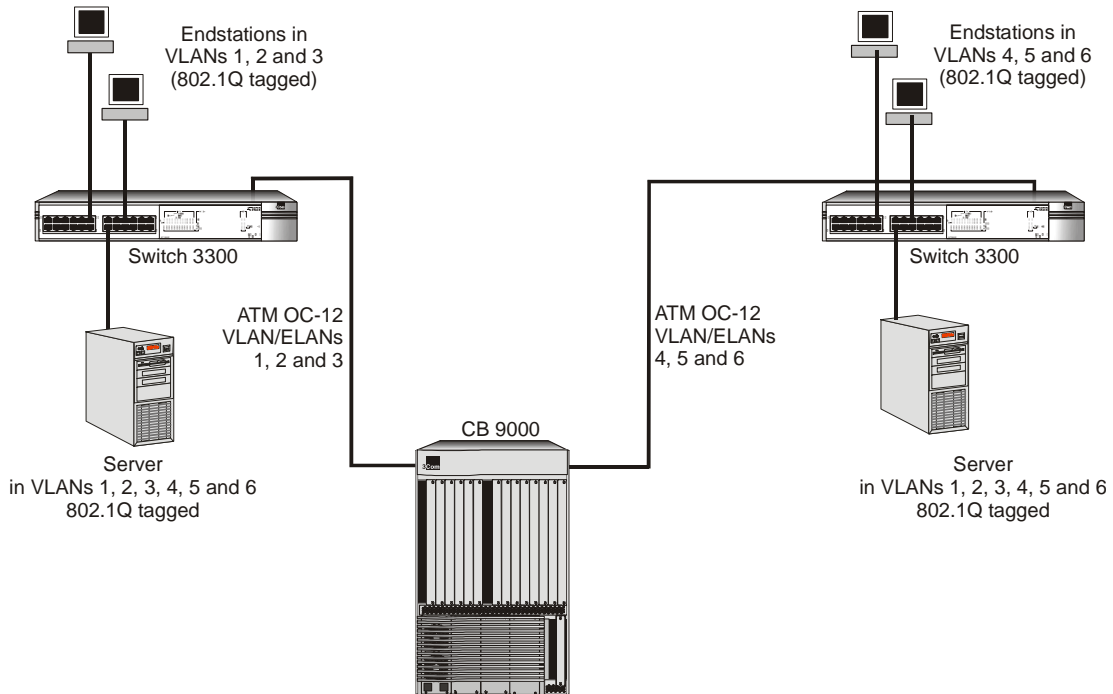 Endstations in
VLANs 1, 2 and 3
(802.1Q tagged)
Endstations in
VLANs 4, 5 and 6
(802.1Q tagged)
Switch 3300
Switch 3300
ATM OC-12
VLAN/ELANs
1, 2 and 3
ATM OC-12
VLAN/ELANs
4, 5 and 6
CB 9000
3Com
Server
in VLANs 1, 2, 3, 4, 5 and 6
802.1Q tagged
Server
in VLANs 1, 2, 3, 4, 5 and 6
802.1Q tagged